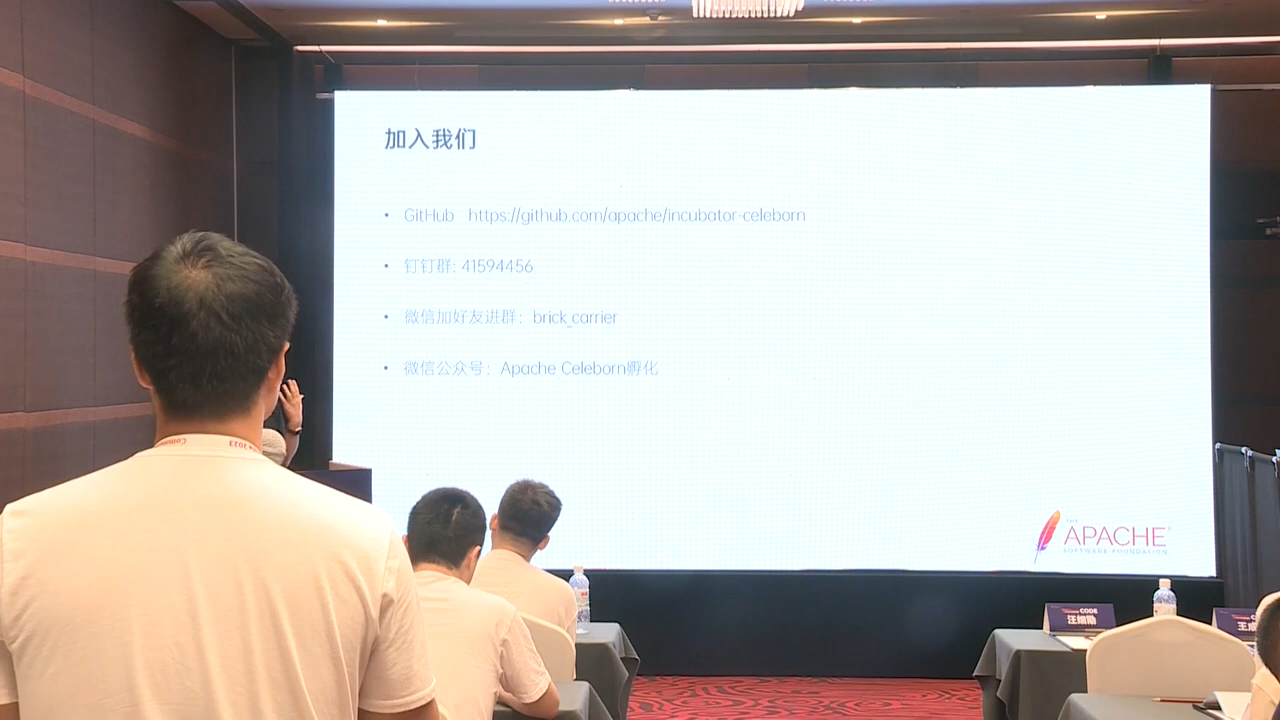 加入我们
• GitHub https://github.com/apache/incubator-celeborn
• 钉钉群: 41594456
• 微信加好友进群：brick_carrier
• 微信公众号：Apache Celeborn孵化
THE
APACHE
SOFTWARE FOUNDATION
CODE
2023